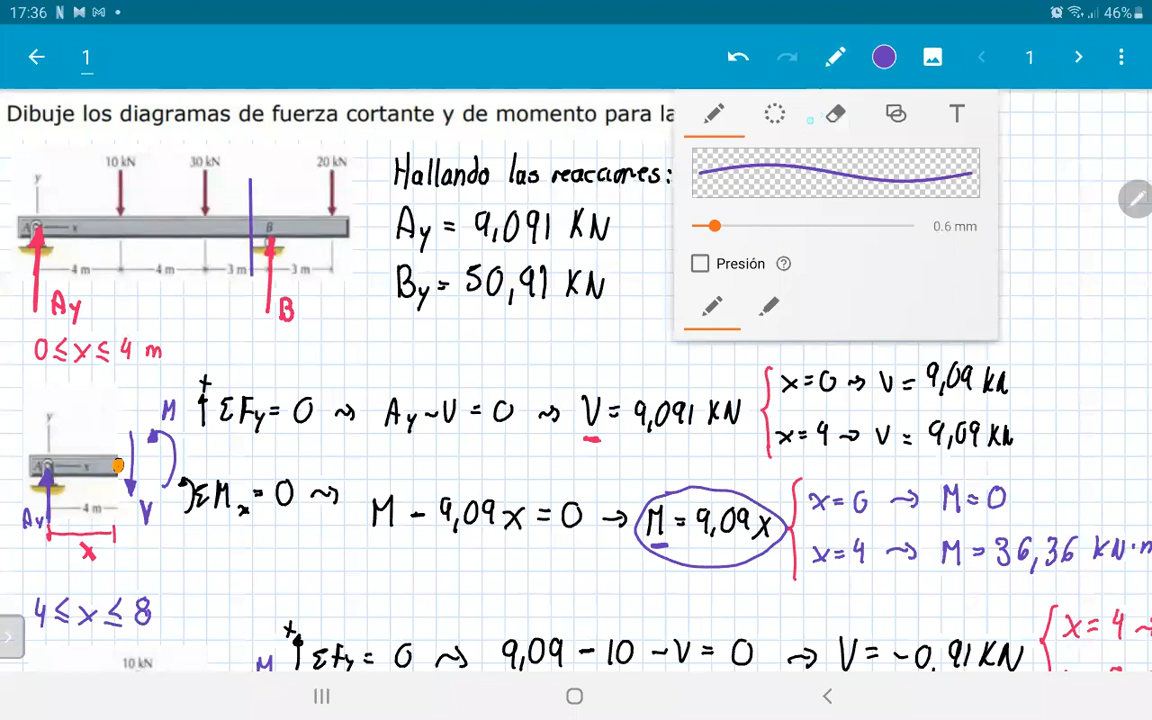 17:36 N 46%
1 1
Dibuje los diagramas de fuerza cortante y de momento para la
T
0.6 mm
Presión ?
10 kN 30 kN 20 kN
y
A x B
4 m 4 m 3 m 3 m
Ay B
Hallando las reacciones:
Ay = 9,091 KN
By = 50,91 KN
0 ≤ x ≤ 4 m
y
A x
4 m
M
V
Ay
x
+↑ ΣFy = 0 ⇝ Ay - V = 0 ⇝ V = 9,091 KN
x = 0 ⇝ V = 9,09 KN
x = 4 → V = 9,09 KN
ΣMx = 0 ⇝ M - 9,09x = 0 → M = 9,09x
x = 0 ⇝ M = 0
x = 4 ⇝ M = 36,36 KN·m
4 ≤ x ≤ 8
10 kN
M
+↑ ΣFy = 0 ⇝ 9,09 - 10 - V = 0 ⇝ V = -0,91 KN
x = 4